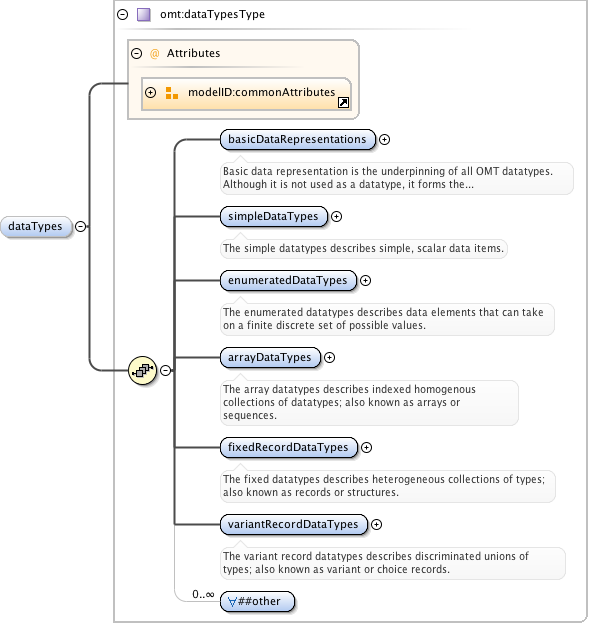 omt:dataTypesType
@ Attributes
modelID:commonAttributes
dataTypes
basicDataRepresentations
Basic data representation is the underpinning of all OMT datatypes.
Although it is not used as a datatype, it forms the...
simpleDataTypes
The simple datatypes describes simple, scalar data items.
enumeratedDataTypes
The enumerated datatypes describes data elements that can take
on a finite discrete set of possible values.
arrayDataTypes
The array datatypes describes indexed homogenous
collections of datatypes; also known as arrays or
sequences.
fixedRecordDataTypes
The fixed datatypes describes heterogeneous collections of types;
also known as records or structures.
variantRecordDataTypes
The variant record datatypes describes discriminated unions of
types; also known as variant or choice records.
0..∞
∀##other